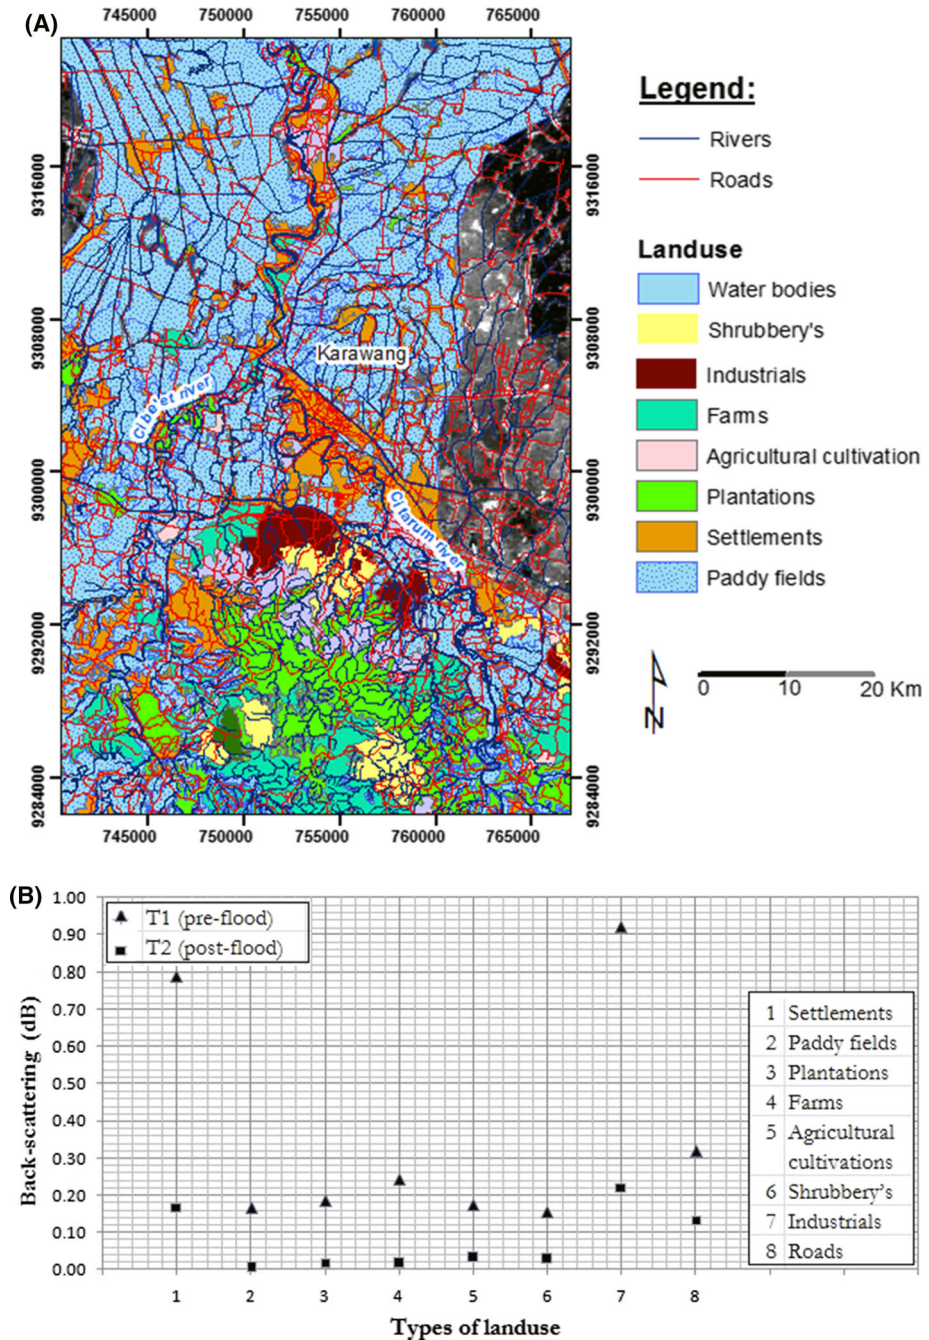 (A)
745000 750000 755000 760000 765000
9316000
9308000
9300000
9292000
9284000
Karawang
Cibe'et river
Citarum river
9316000
9308000
9300000
9292000
9284000
745000 750000 755000 760000 765000
Legend:
Rivers
Roads
Landuse
Water bodies
Shrubbery's
Industrials
Farms
Agricultural cultivation
Plantations
Settlements
Paddy fields
N
0 10 20 Km
(B)
Back-scattering (dB)
1.00
0.90
0.80
0.70
0.60
0.50
0.40
0.30
0.20
0.10
0.00
T1 (pre-flood)
T2 (post-flood)
1 Settlements
2 Paddy fields
3 Plantations
4 Farms
5 Agricultural
cultivations
6 Shrubbery's
7 Industrials
8 Roads
1 2 3 4 5 6 7 8
Types of landuse